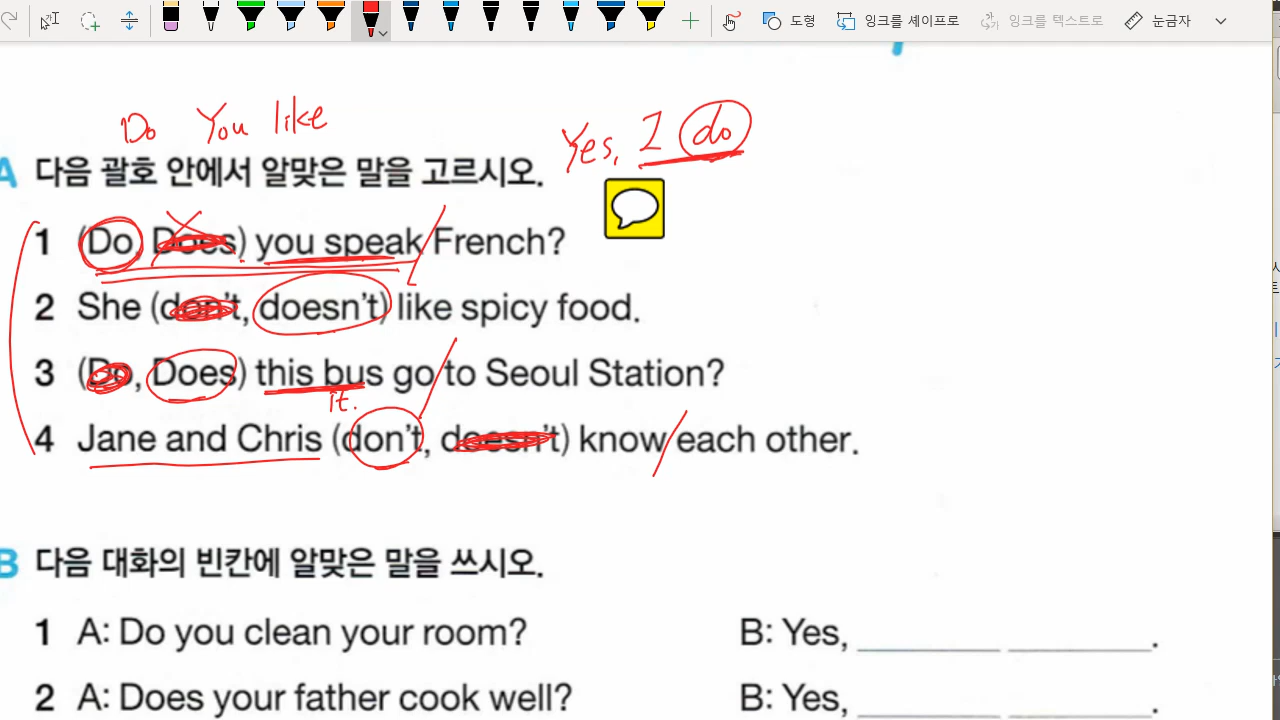 도형 잉크를 셰이프로 잉크를 텍스트로 눈금자
Do You like
Yes, I do
A 다음 괄호 안에서 알맞은 말을 고르시오.
1 (Do, Does) you speak French?
2 She (don't, doesn't) like spicy food.
3 (Do, Does) this bus go to Seoul Station?
it.
4 Jane and Chris (don't, doesn't) know each other.
B 다음 대화의 빈칸에 알맞은 말을 쓰시오.
1 A: Do you clean your room? B: Yes, ______ ______.
2 A: Does your father cook well? B: Yes, ______ ______.